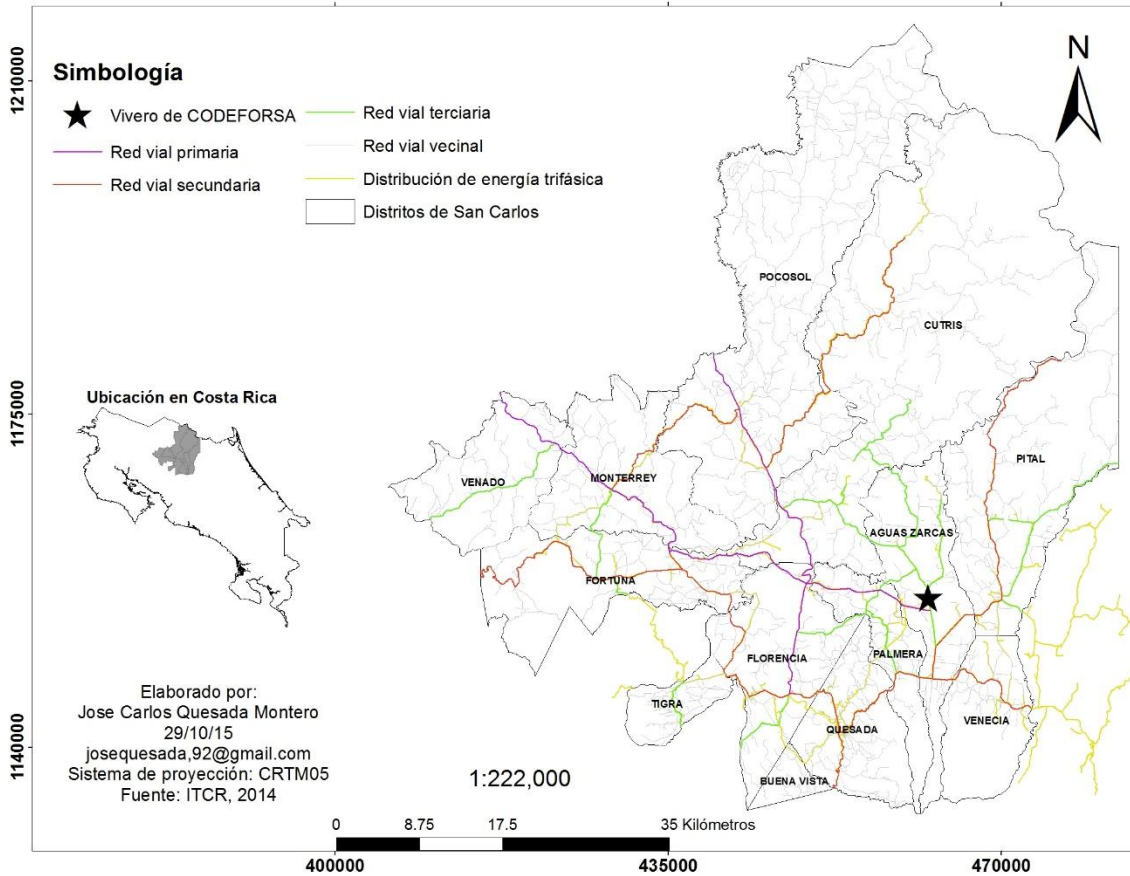 Simbología
Vivero de CODEFORSA
Red vial primaria
Red vial secundaria
Red vial terciaria
Red vial vecinal
Distribución de energía trifásica
Distritos de San Carlos
N
1210000
1175000
1140000
POCOSOL
CUTRIS
PITAL
VENADO
MONTERREY
AGUAS ZARCAS
FORTUNA
FLORENCIA
PALMERA
TIGRA
QUESADA
VENECIA
BUENA VISTA
Ubicación en Costa Rica
Elaborado por:
Jose Carlos Quesada Montero
29/10/15
josequesada,92@gmail.com
Sistema de proyección: CRTM05
Fuente: ITCR, 2014
1:222,000
0 8.75 17.5 35 Kilómetros
400000 435000 470000